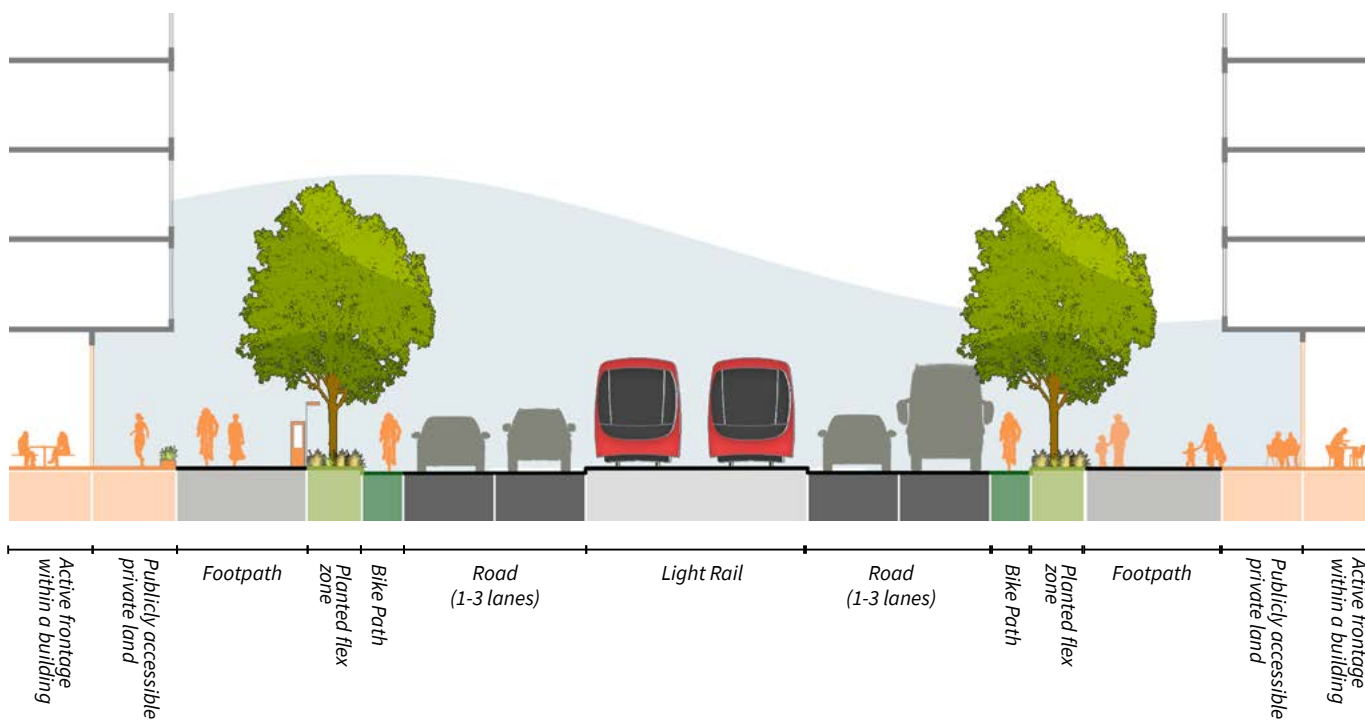 Active frontage
within a building
Publicly accessible
private land
Footpath
Planted flex
zone
Bike Path
Road
(1-3 lanes)
Light Rail
Road
(1-3 lanes)
Bike Path
Planted flex
zone
Footpath
Publicly accessible
private land
Active frontage
within a building